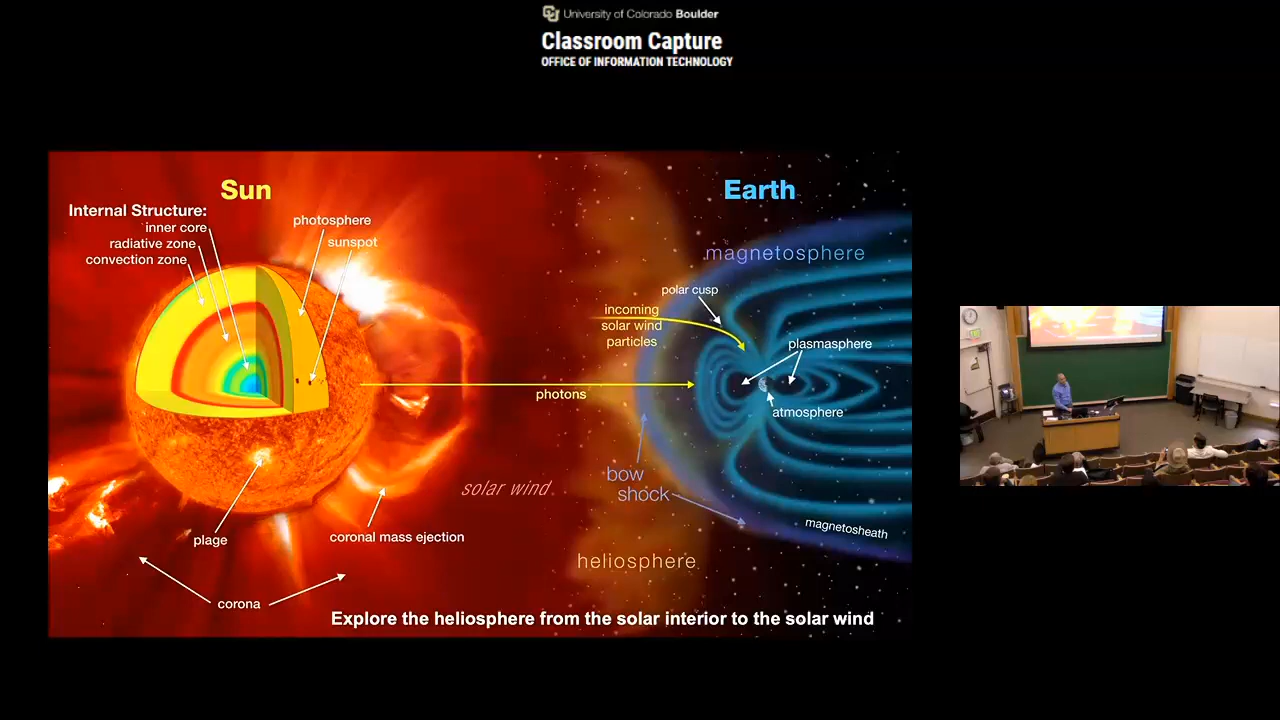 University of Colorado Boulder
Classroom Capture
OFFICE OF INFORMATION TECHNOLOGY
Sun
Earth
Internal Structure:
inner core
radiative zone
convection zone
photosphere
sunspot
magnetosphere
polar cusp
incoming
solar wind
particles
plasmasphere
photons
atmosphere
bow
shock
solar wind
magnetosheath
plage
coronal mass ejection
heliosphere
corona
Explore the heliosphere from the solar interior to the solar wind